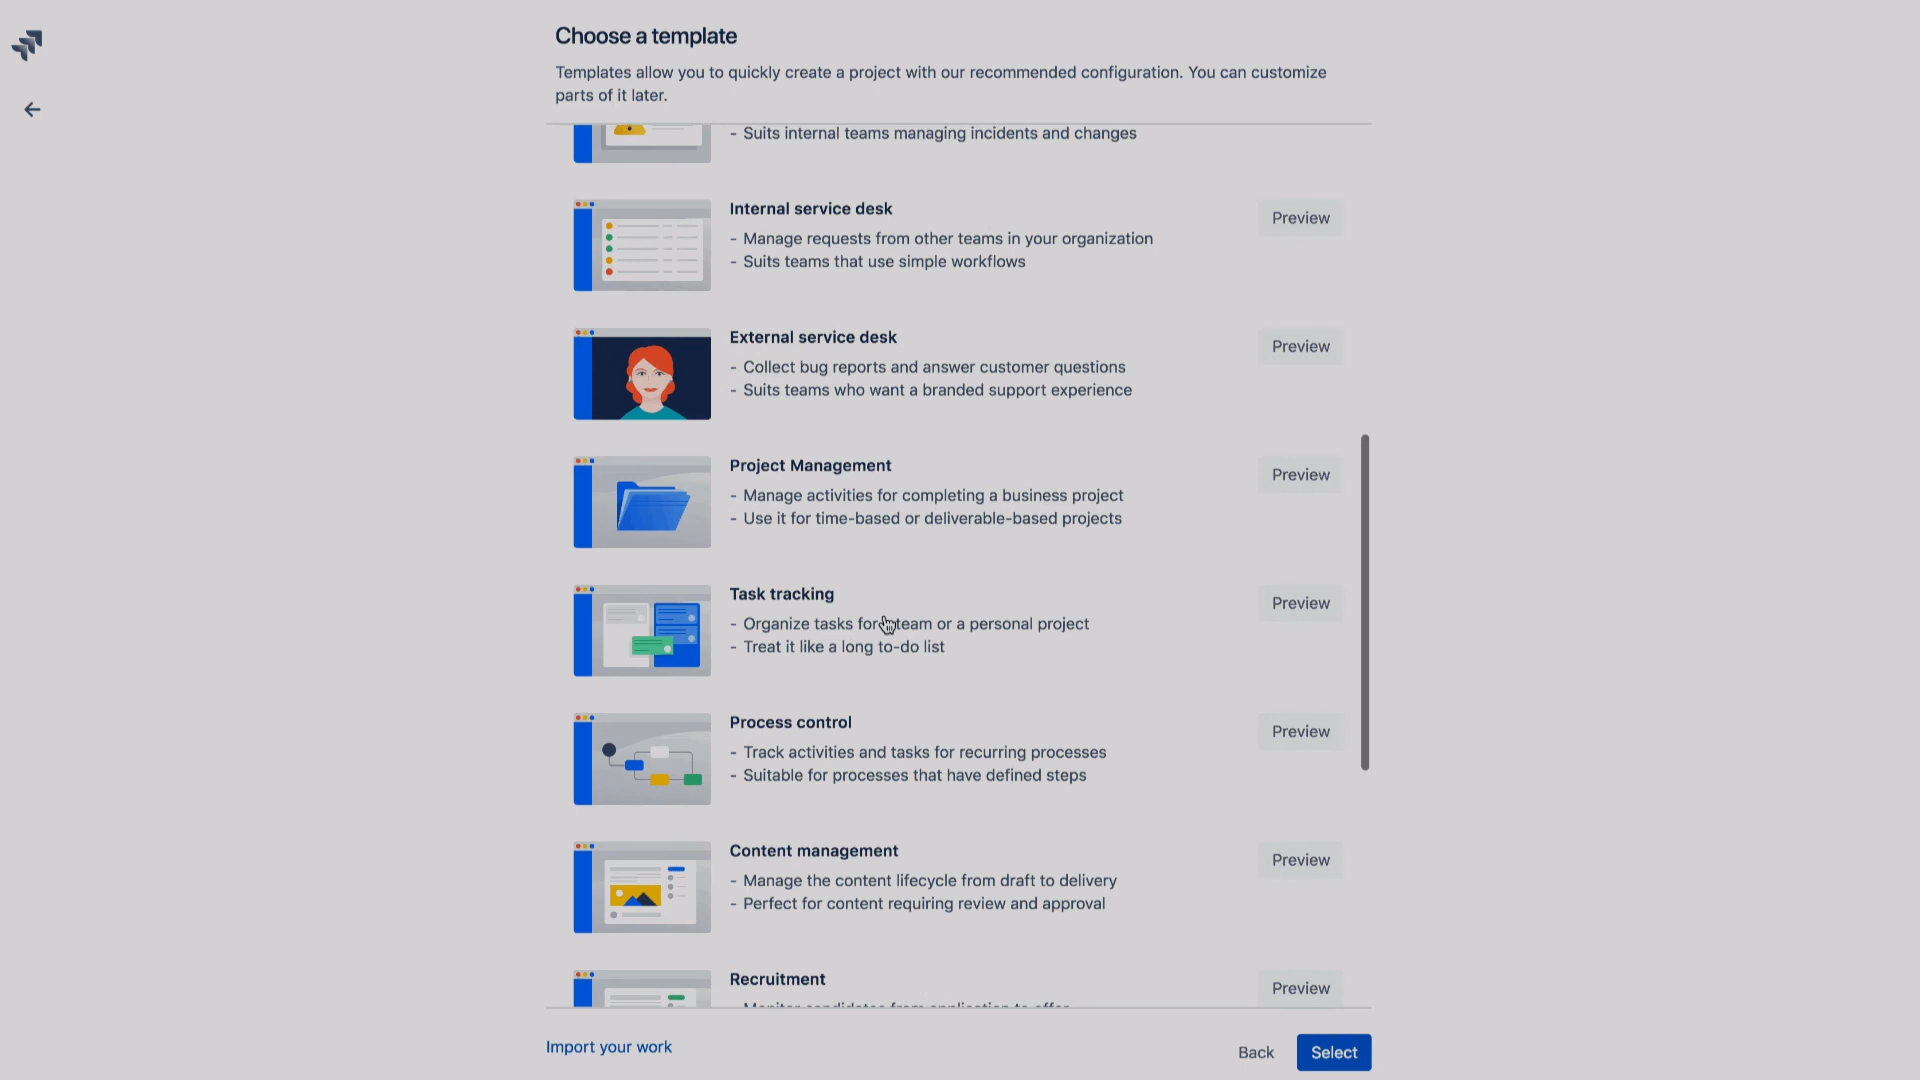 Choose a template
Templates allow you to quickly create a project with our recommended configuration. You can customize
parts of it later.
- Suits internal teams managing incidents and changes
Internal service desk
Preview
- Manage requests from other teams in your organization
- Suits teams that use simple workflows
External service desk
Preview
- Collect bug reports and answer customer questions
- Suits teams who want a branded support experience
Project Management
Preview
- Manage activities for completing a business project
- Use it for time-based or deliverable-based projects
Task tracking
Preview
- Organize tasks for team or a personal project
- Treat it like a long to-do list
Process control
Preview
- Track activities and tasks for recurring processes
- Suitable for processes that have defined steps
Content management
Preview
- Manage the content lifecycle from draft to delivery
- Perfect for content requiring review and approval
Recruitment
Preview
- Monitor candidates from application to offer
Import your work
Back
Select